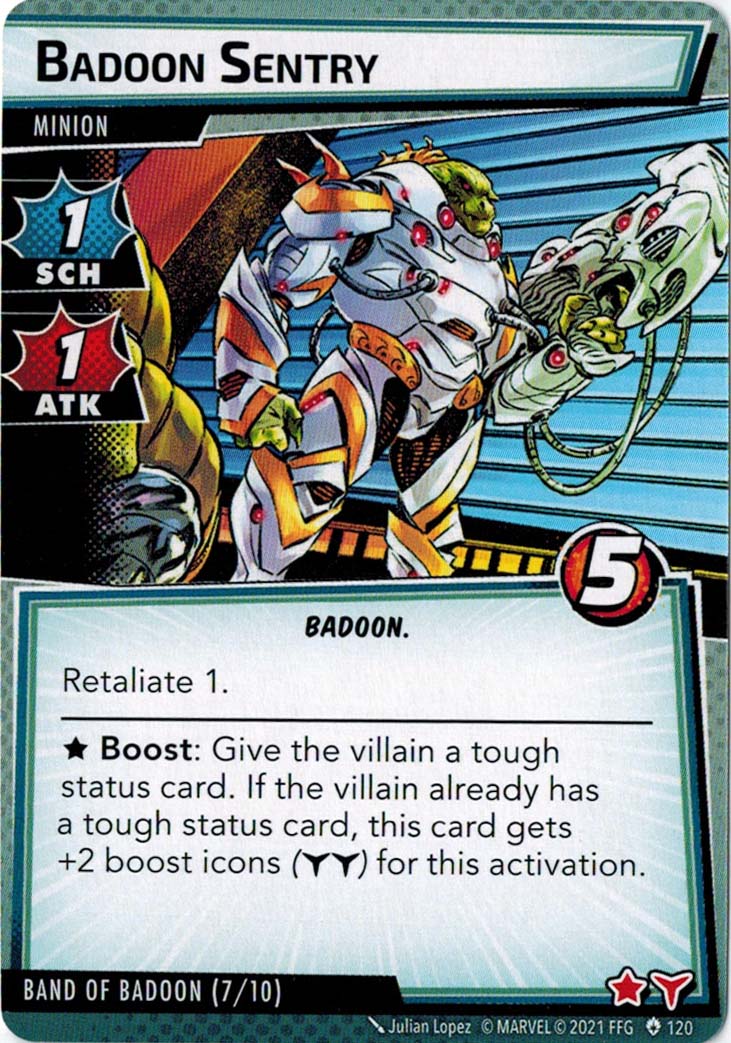 BADOON SENTRY
MINION
1
SCH
1
ATK
5
BADOON.
Retaliate 1.
★ Boost: Give the villain a tough
status card. If the villain already has
a tough status card, this card gets
+2 boost icons () for this activation.
BAND OF BADOON (7/10)
Julian Lopez © MARVEL © 2021 FFG 120